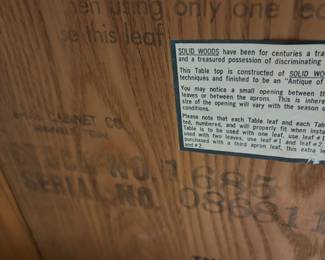 when using only one lea
use this leaf
SOLID WOODS have been for centuries a tra
and a treasured possession of discriminating
This Table top is constructed of SOLID WOO
techniques and finished to an "Antique of
You may notice a small opening between th
leaves or between the aprons. This is inhere
size of the opening will vary with the season o
conditions.
Please note that each Table leaf and each Tab
ted, numbered, and will properly fit when insta
Table is to be used with one leaf, use leaf #1
used with two leaves, use leaf #1 and leaf #2
purchased with a third apron leaf, this extra le
and #2.
CABINET CO.
NO. 1685
SERIAL NO. 086811